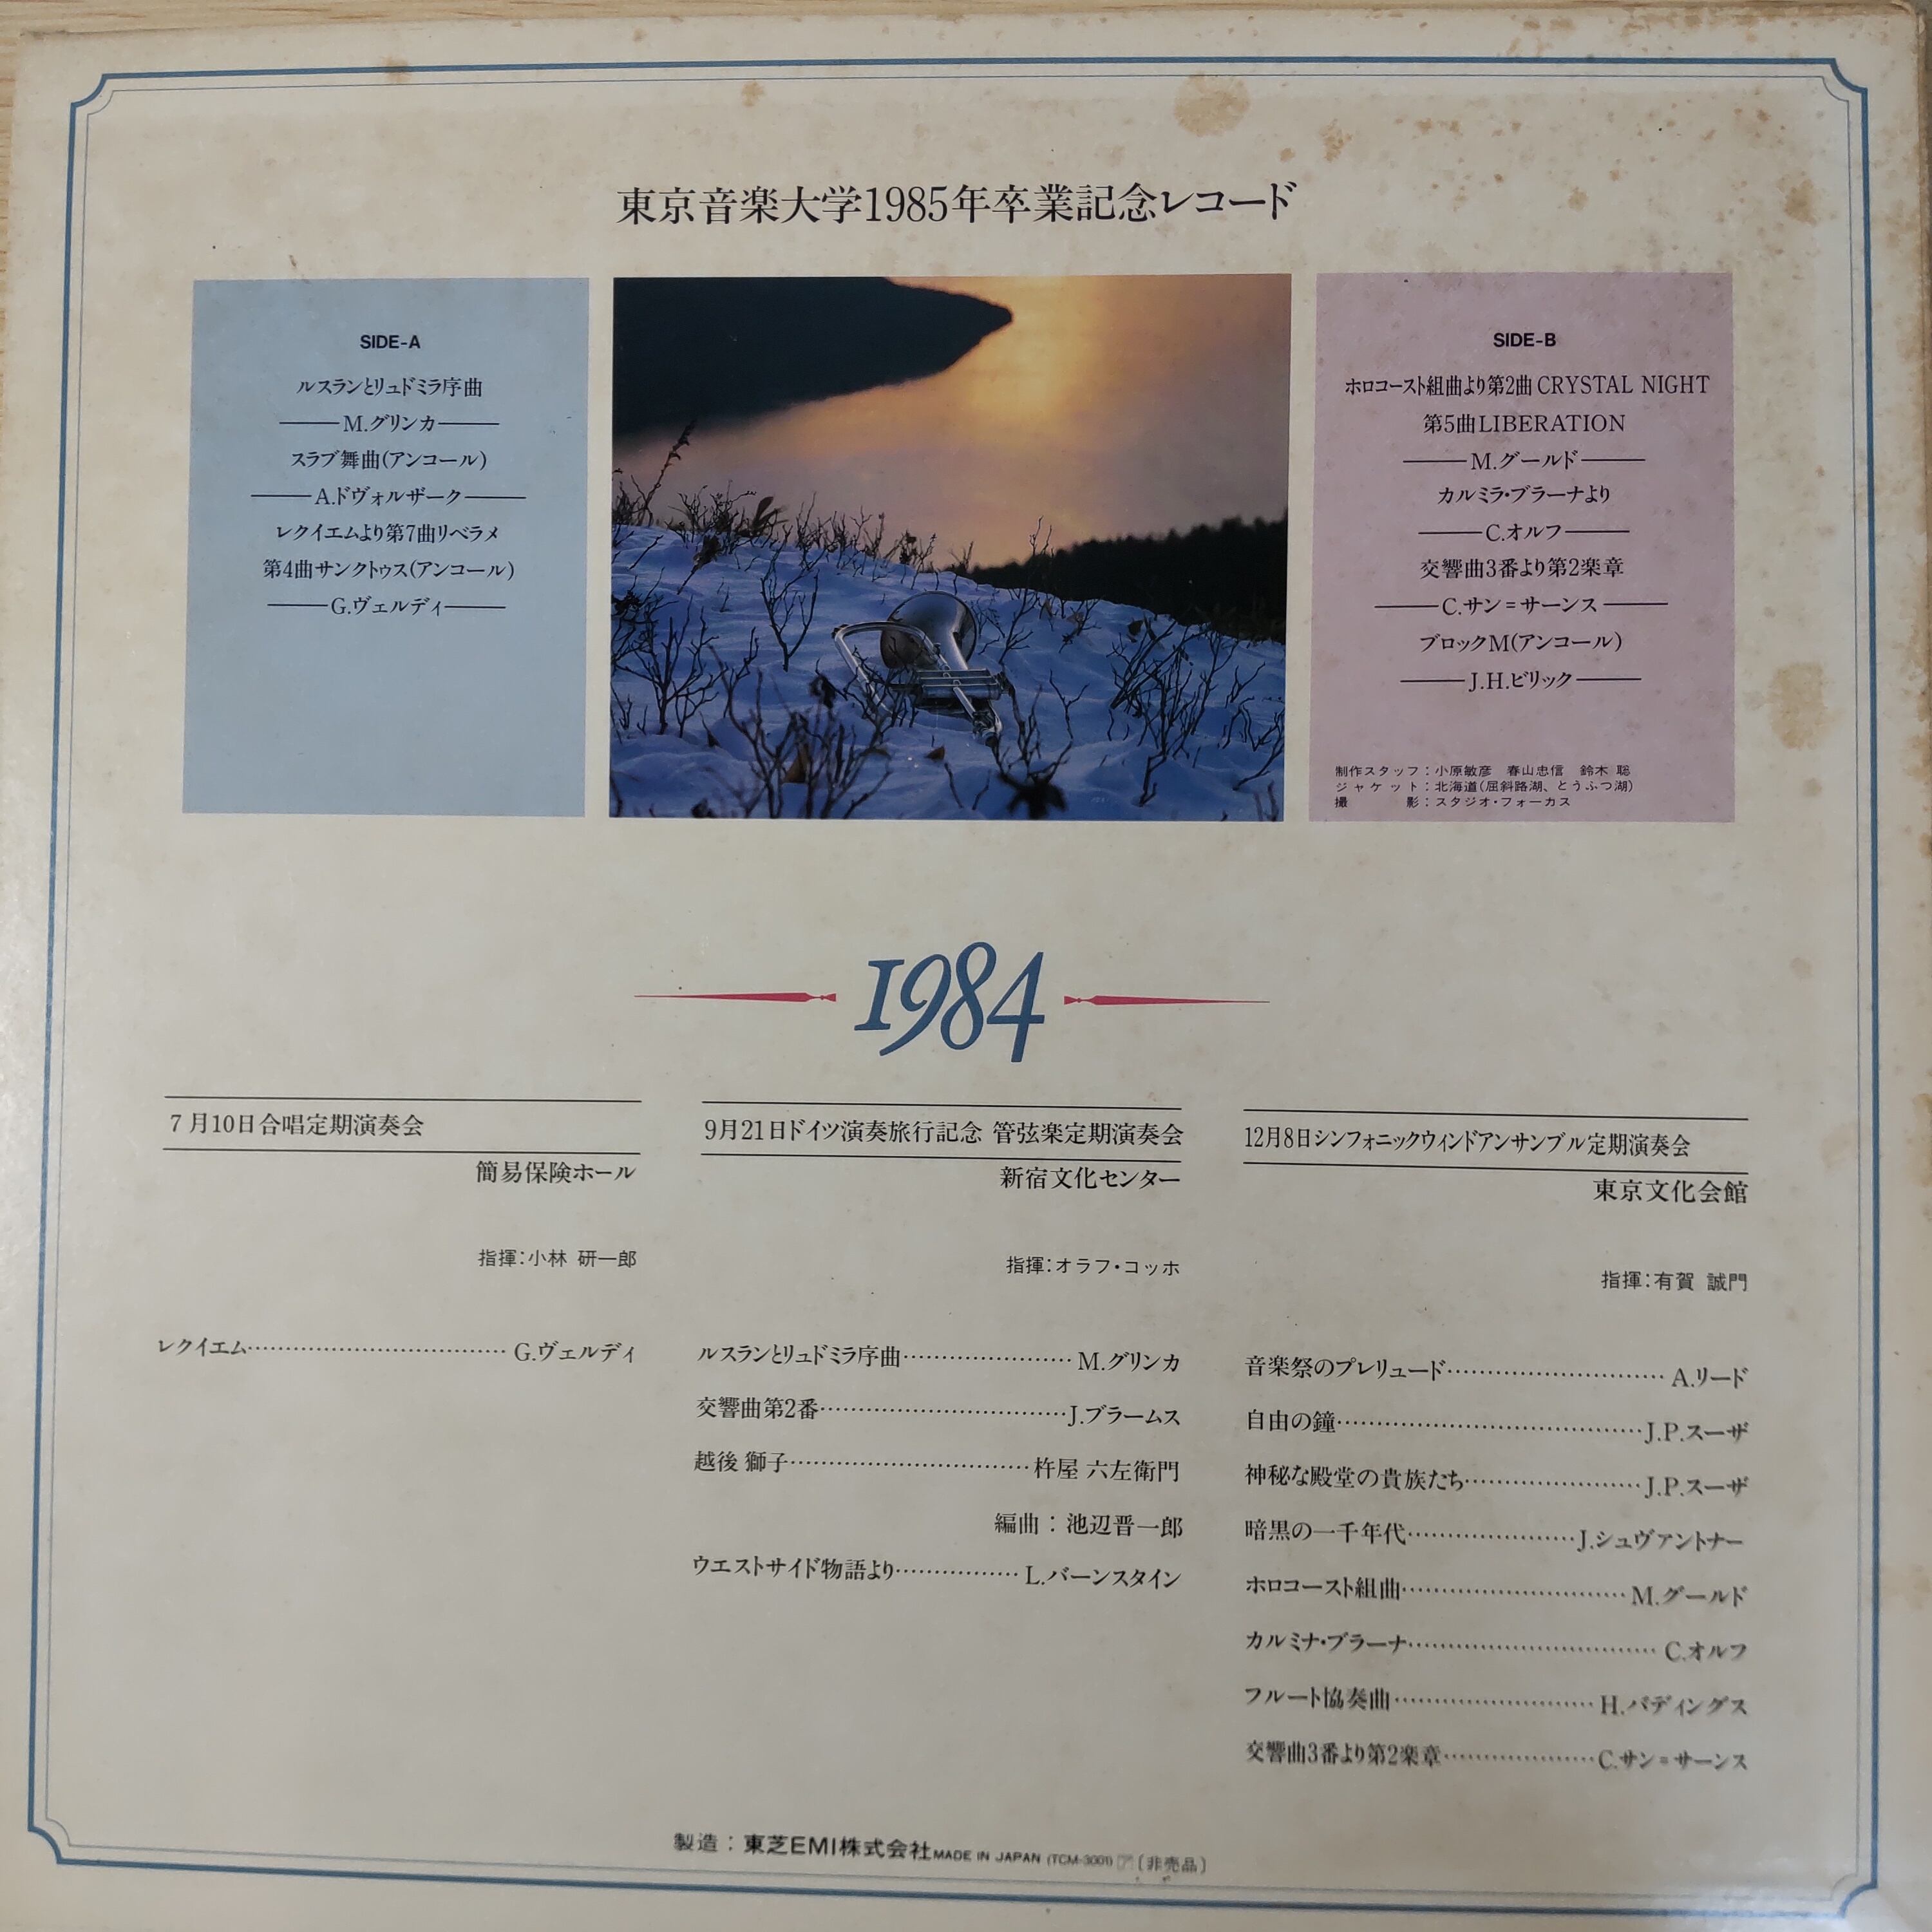 東京音楽大学1985年卒業記念レコード
SIDE-A
ルスランとリュドミラ序曲
M.グリンカ
スラブ舞曲(アンコール)
A.ドヴォルザーク
レクイエムより第7曲リベラメ
第4曲サンクトゥス(アンコール)
G.ヴェルディ
SIDE-B
ホロコースト組曲より第2曲 CRYSTAL NIGHT
第5曲LIBERATION
M.グールド
カルミラ・ブラーナより
C.オルフ
交響曲3番より第2楽章
C.サン=サーンス
ブロックM(アンコール)
J.H.ビリック
制作スタッフ：小原敏彦 春山忠信 鈴木 聡
ジャケット：北海道(屈斜路湖、とうふつ湖)
撮影：スタジオ・フォーカス
1984
7月10日合唱定期演奏会
簡易保険ホール
指揮：小林 研一郎
レクイエム……………………………G.ヴェルディ
9月21日ドイツ演奏旅行記念 管弦楽定期演奏会
新宿文化センター
指揮：オラフ・コッホ
ルスランとリュドミラ序曲……………………M.グリンカ
交響曲第2番……………………………J.ブラームス
越後 獅子……………………………杵屋 六左衛門
編曲：池辺晋一郎
ウエストサイド物語より………………L.バーンスタイン
12月8日シンフォニックウィンドアンサンブル定期演奏会
東京文化会館
指揮：有賀 誠門
音楽祭のプレリュード…………………………A.リード
自由の鐘……………………………………J.P.スーザ
神秘な殿堂の貴族たち……………………J.P.スーザ
暗黒の一千年代……………………J.シュヴァントナー
ホロコースト組曲……………………………M.グールド
カルミナ・ブラーナ……………………………C.オルフ
フルート協奏曲………………………H.バディングス
交響曲3番より第2楽章…………………C.サン=サーンス
製造：東芝EMI株式会社 MADE IN JAPAN (TCM-3001) (非売品)